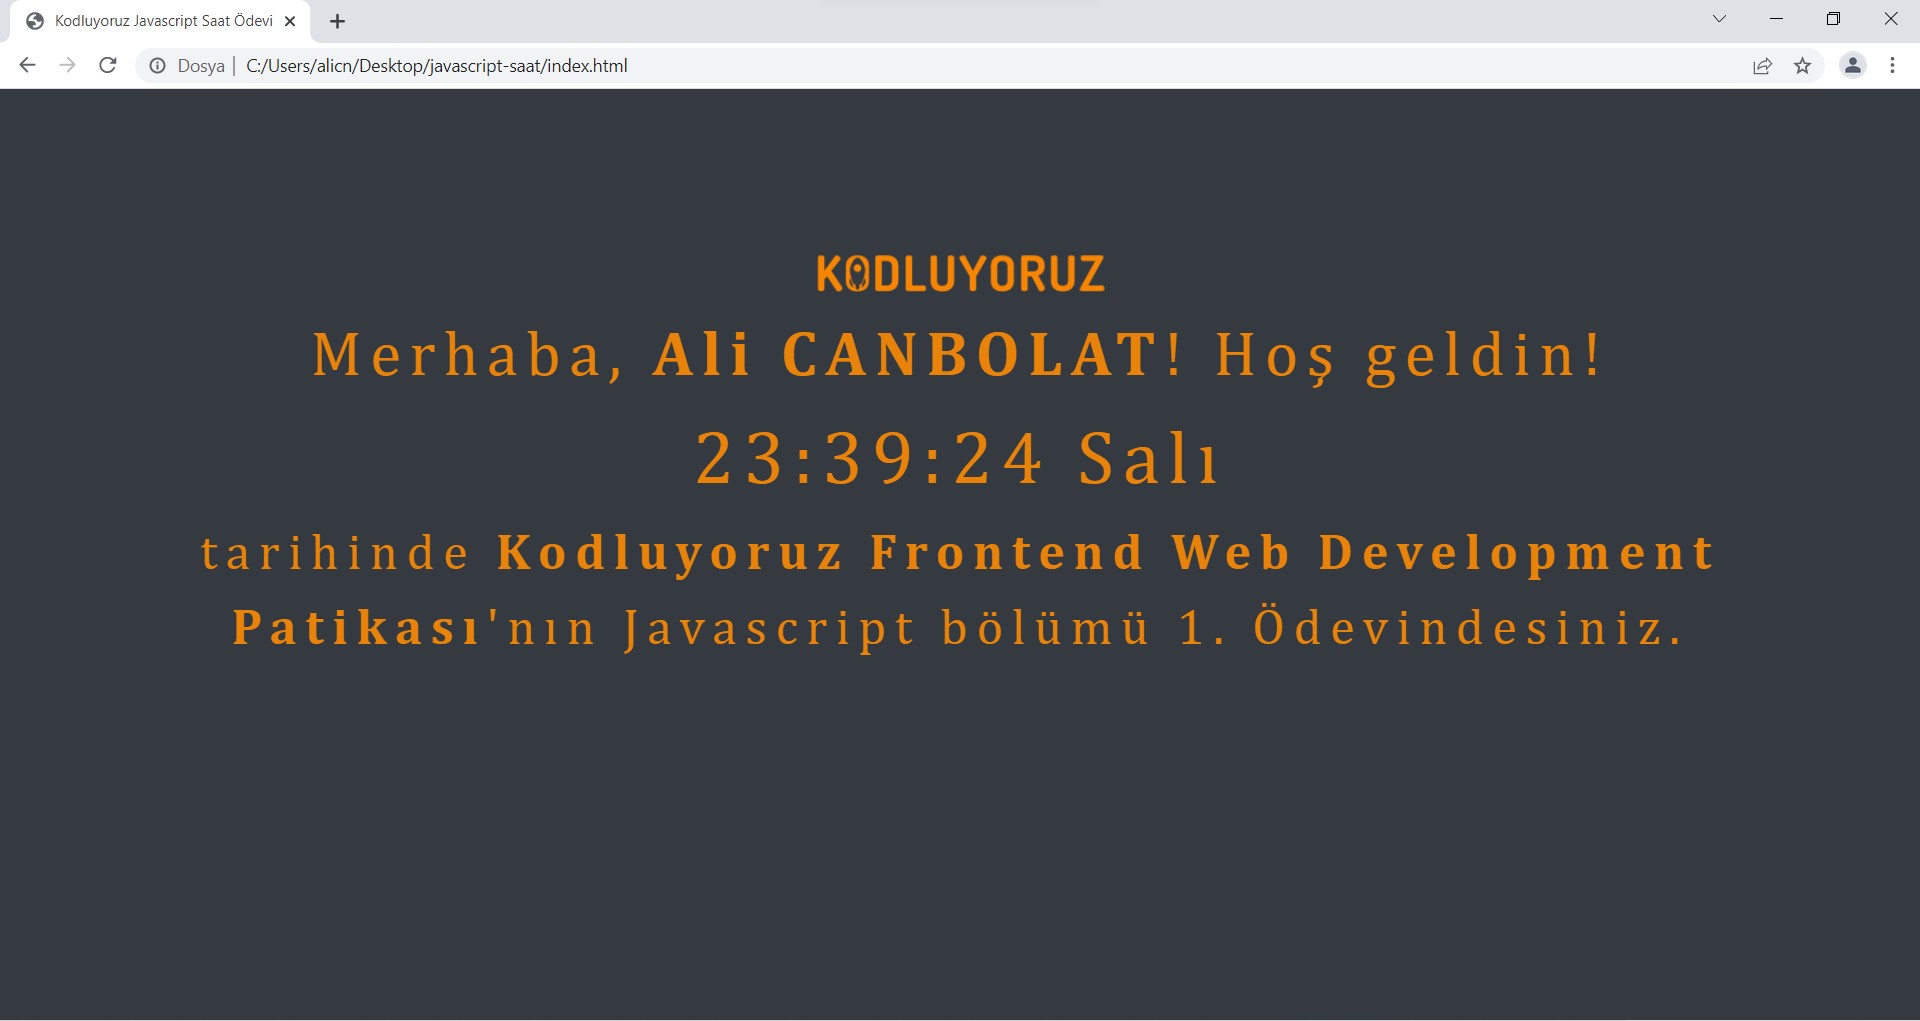 Kodluyoruz Javascript Saat Ödevi
Dosya | C:/Users/alicn/Desktop/javascript-saat/index.html
KODLUYORUZ
Merhaba, Ali CANBOLAT! Hoş geldin!
23:39:24 Salı
tarihinde Kodluyoruz Frontend Web Development
Patikası'nın Javascript bölümü 1. Ödevindesiniz.